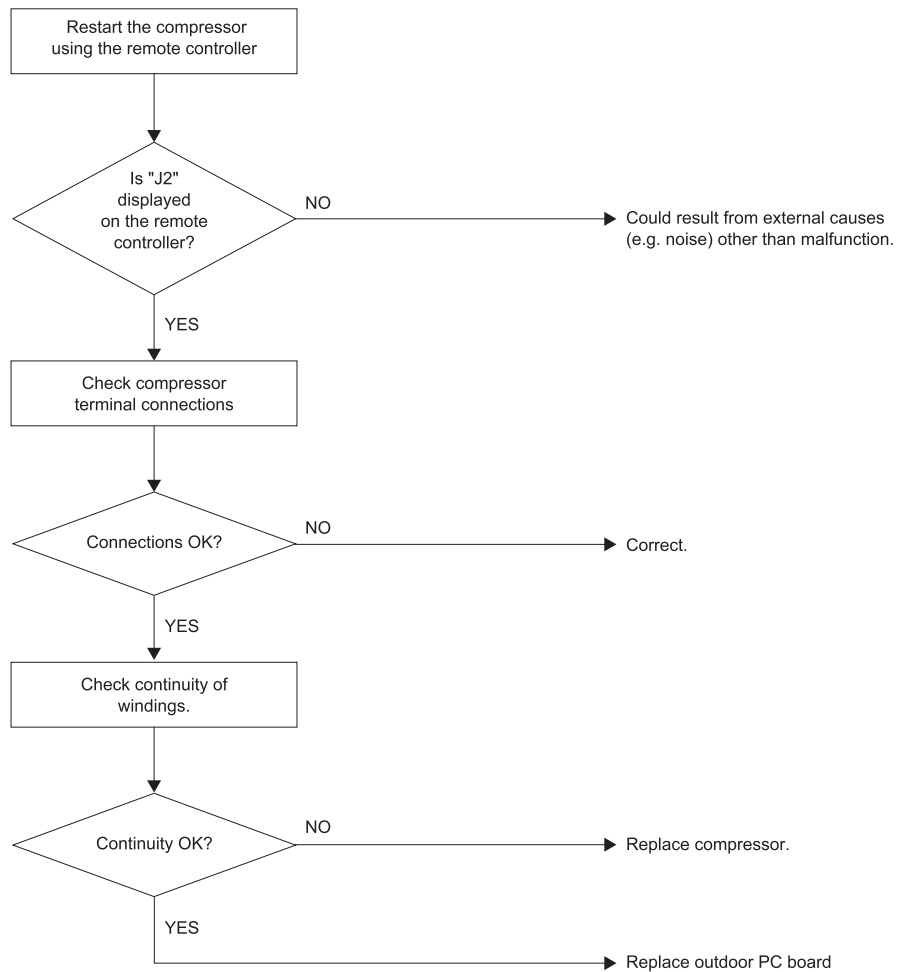 Restart the compressor
using the remote controller
Is "J2"
displayed
on the remote
controller?
NO
Could result from external causes
(e.g. noise) other than malfunction.
YES
Check compressor
terminal connections
Connections OK?
NO
Correct.
YES
Check continuity of
windings.
Continuity OK?
NO
Replace compressor.
YES
Replace outdoor PC board